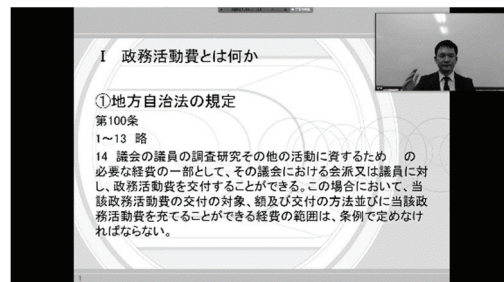 Ⅰ 政務活動費とは何か
①地方自治法の規定
第100条
1～13 略
14 議会の議員の調査研究その他の活動に資するため の
必要な経費の一部として、その議会における会派又は議員に対
し、政務活動費を交付することができる。この場合において、当
該政務活動費の交付の対象、額及び交付の方法並びに当該政
務活動費を充てることができる経費の範囲は、条例で定めなけ
ればならない。
1